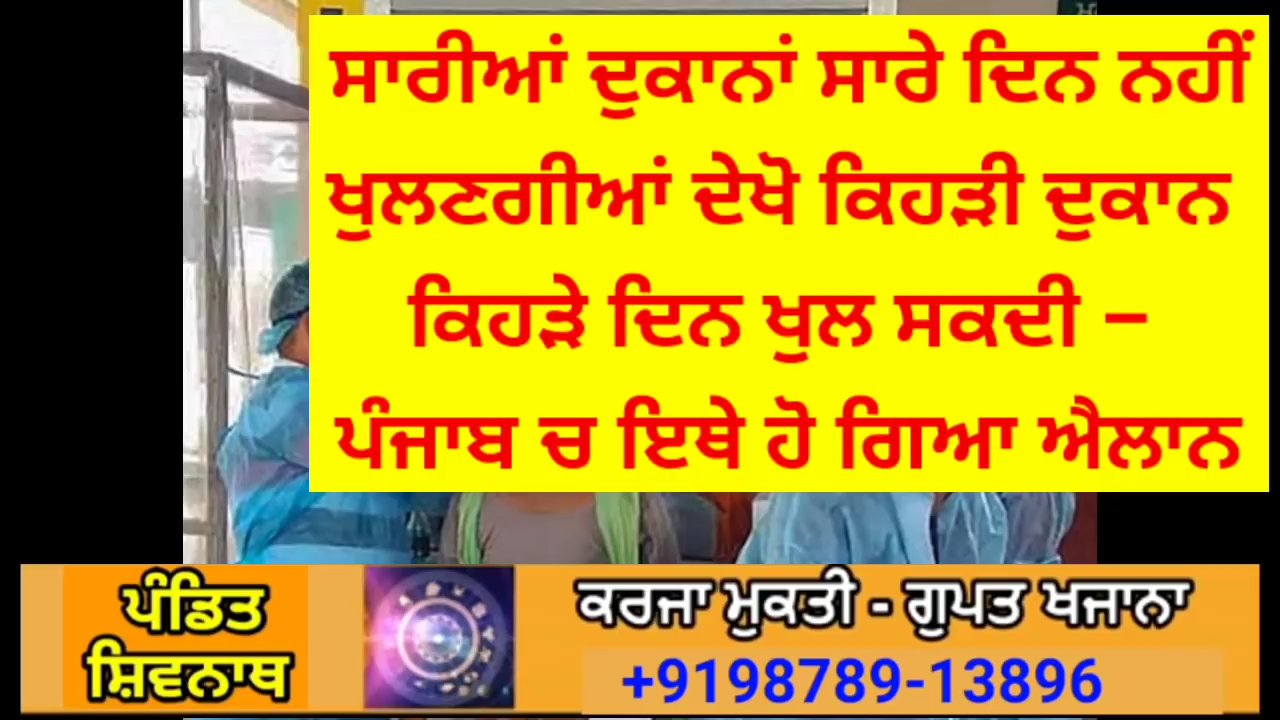 ਸਾਰੀਆਂ ਦੁਕਾਨਾਂ ਸਾਰੇ ਦਿਨ ਨਹੀਂ
ਖੁਲਣਗੀਆਂ ਦੇਖੋ ਕਿਹੜੀ ਦੁਕਾਨ
ਕਿਹੜੇ ਦਿਨ ਖੁਲ ਸਕਦੀ –
ਪੰਜਾਬ ਚ ਇਥੇ ਹੋ ਗਿਆ ਐਲਾਨ
ਪੰਡਿਤ
ਸ਼ਿਵਨਾਥ
ਕਰਜਾ ਮੁਕਤੀ - ਗੁਪਤ ਖਜਾਨਾ
+9198789-13896